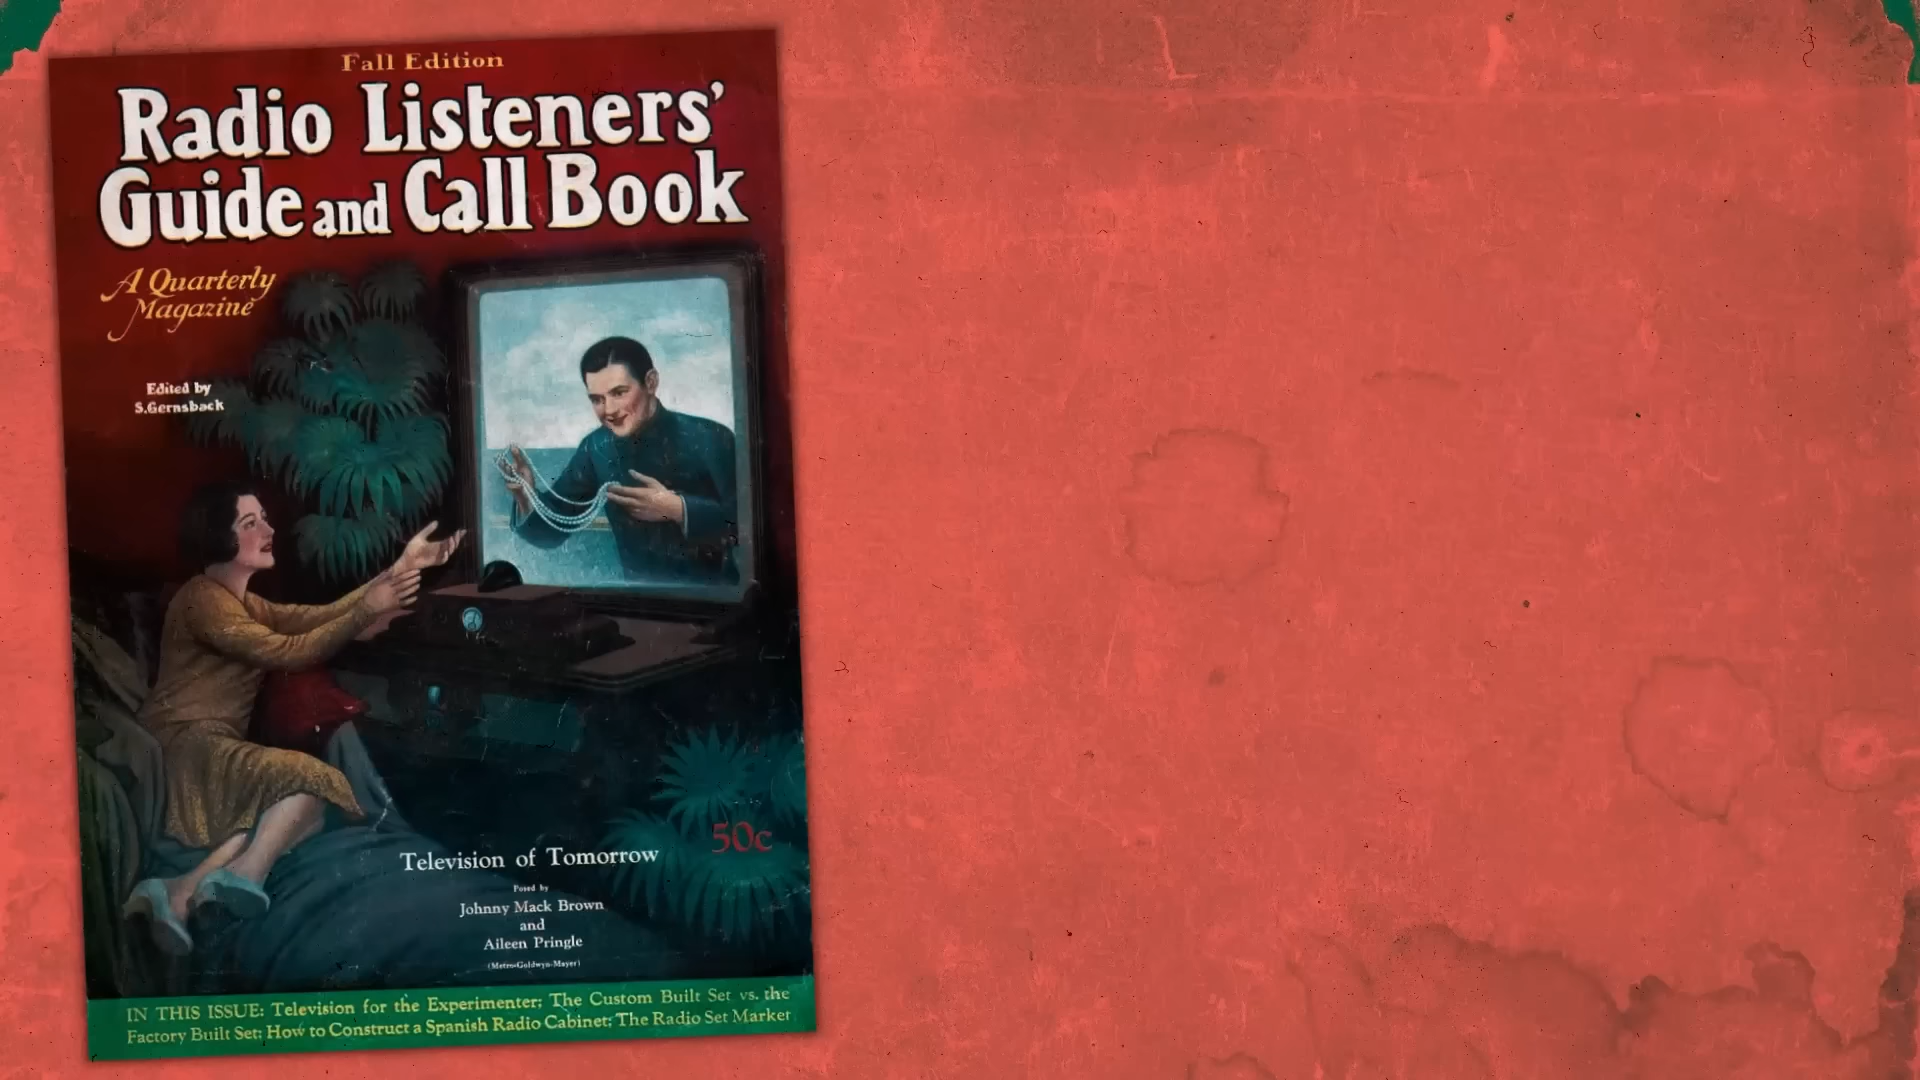 Fall Edition
Radio Listeners'
Guide and Call Book
A Quarterly
Magazine
Edited by
S.Gernsback
50c
Television of Tomorrow
Posed by
Johnny Mack Brown
and
Aileen Pringle
(Metro-Goldwyn-Mayer)
IN THIS ISSUE: Television for the Experimenter; The Custom Built Set vs. the
Factory Built Set; How to Construct a Spanish Radio Cabinet; The Radio Set Market